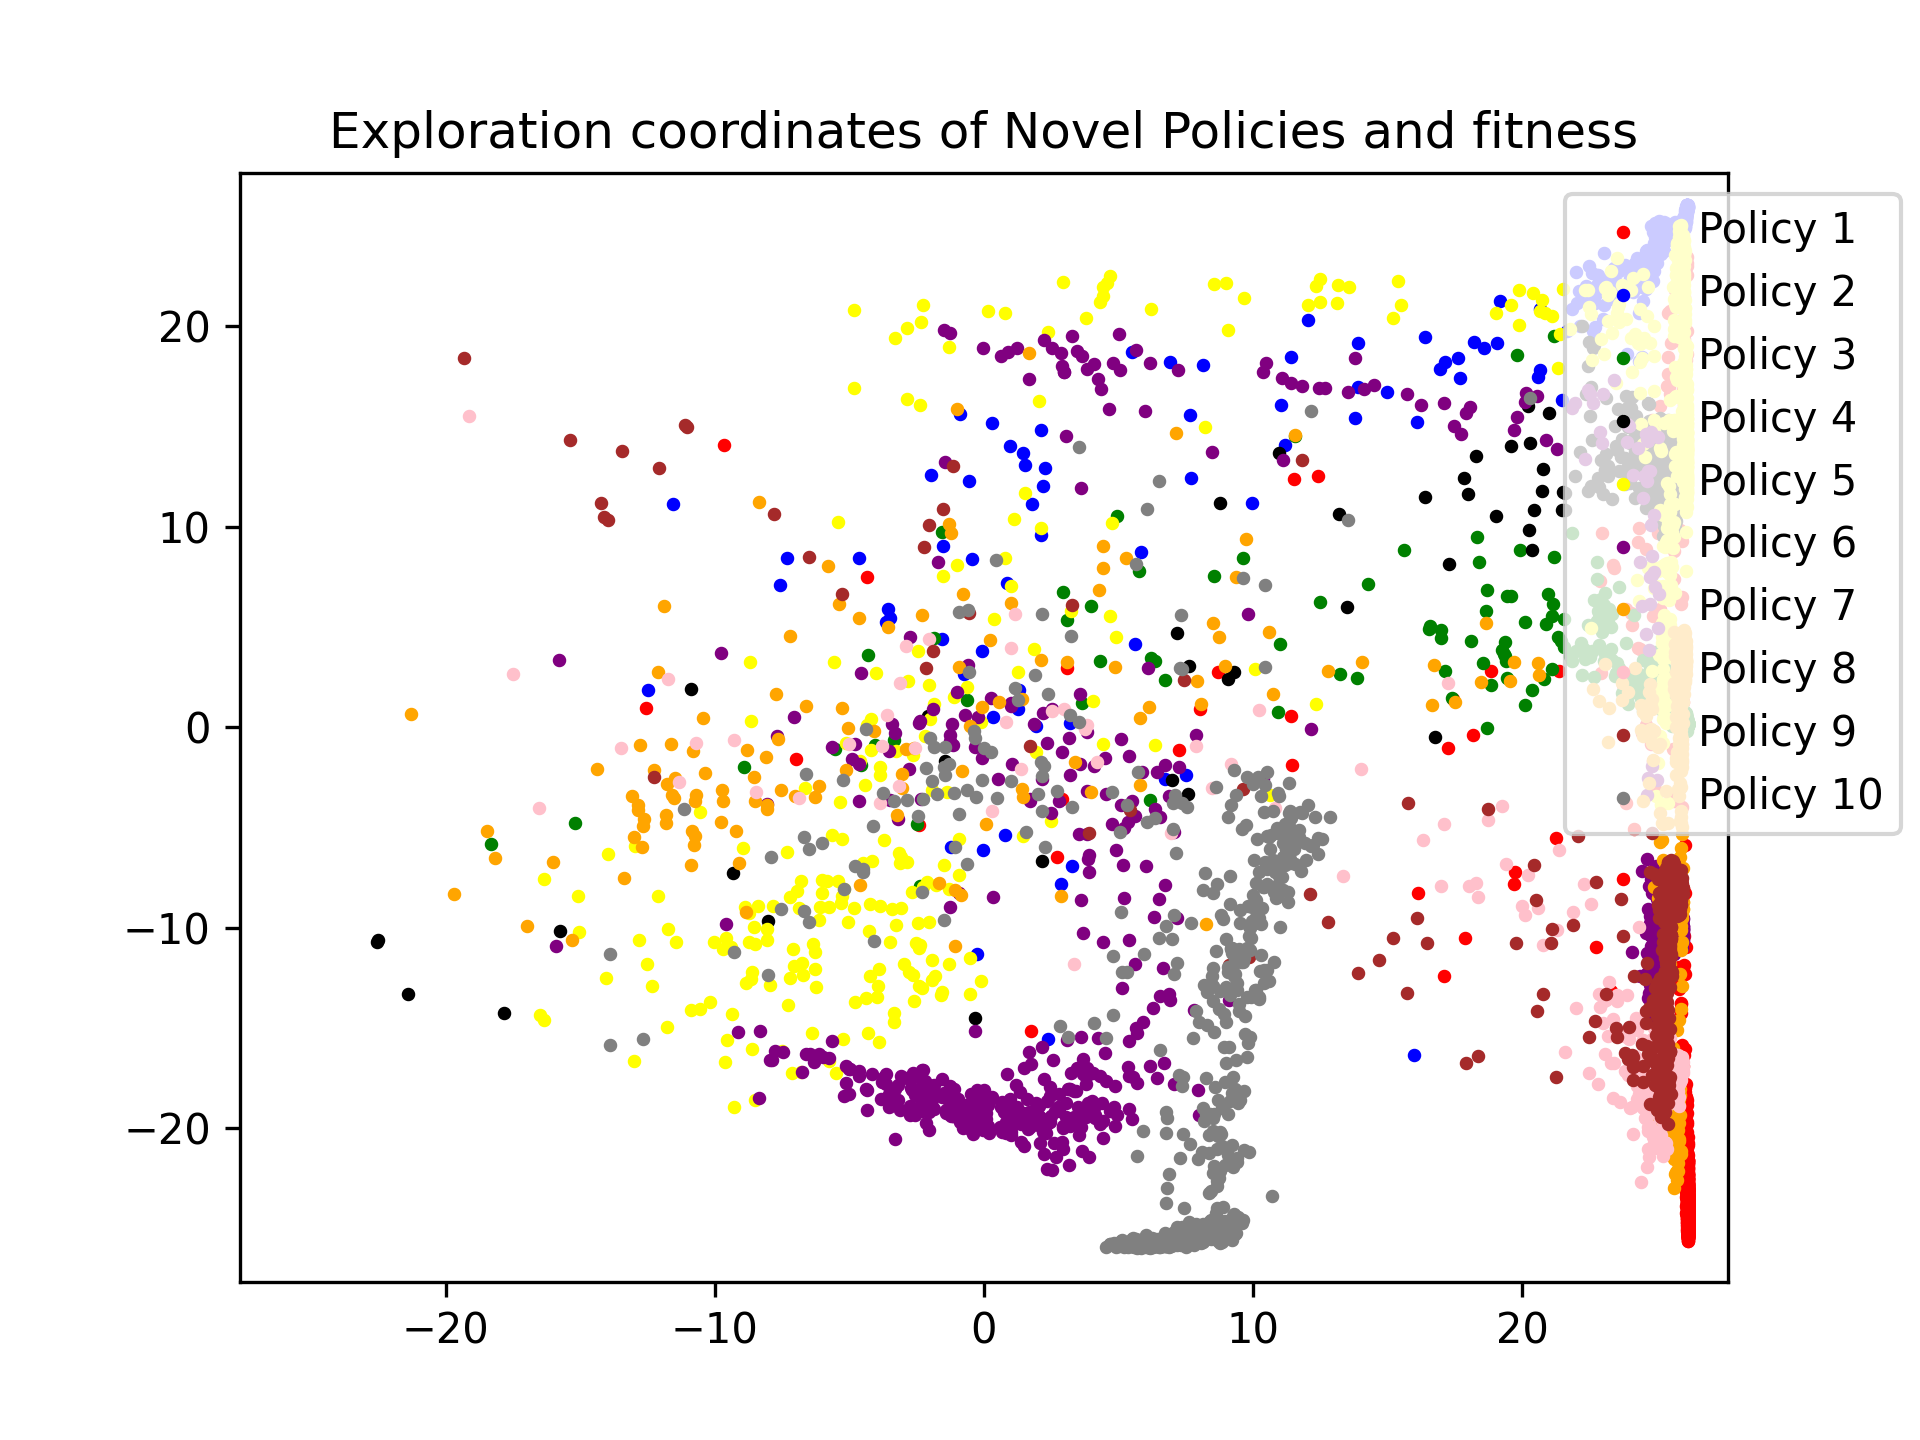 Exploration coordinates of Novel Policies and fitness
Policy 1
Policy 2
Policy 3
Policy 4
Policy 5
Policy 6
Policy 7
Policy 8
Policy 9
Policy 10
20
10
0
−10
−20
−20 −10 0 10 20